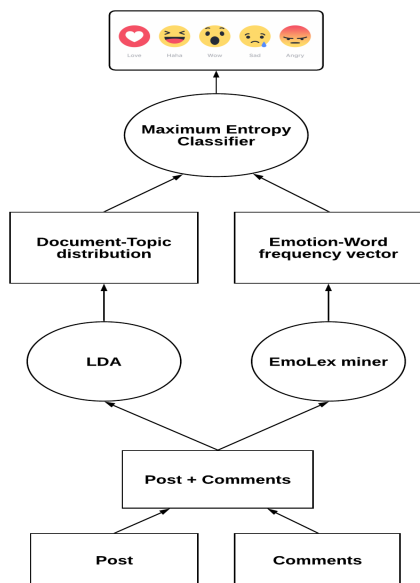 Love Haha Wow Sad Angry
Maximum Entropy
Classifier
Document-Topic
distribution
Emotion-Word
frequency vector
LDA
EmoLex miner
Post + Comments
Post
Comments